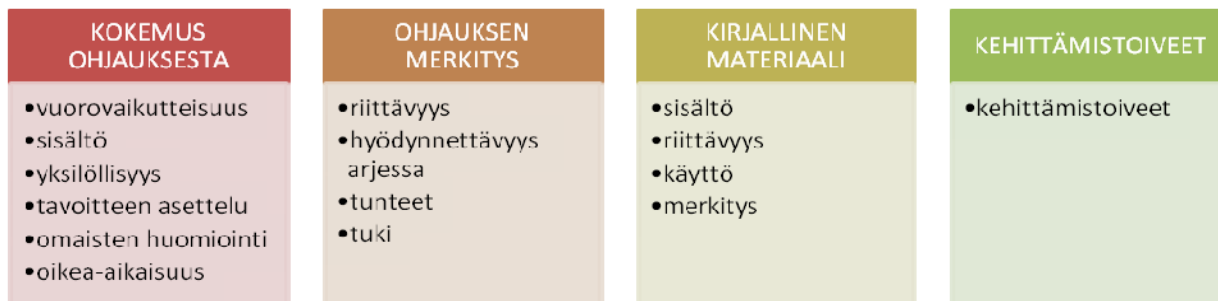 KOKEMUS
OHJAUKSESTA
•vuorovaikutteisuus
•sisältö
•yksilöllisyys
•tavoitteen asettelu
•omaisten huomiointi
•oikea-aikaisuus
OHJAUKSEN
MERKITYS
•riittävyys
•hyödynnettävyys
arjessa
•tunteet
•tuki
KIRJALLINEN
MATERIAALI
•sisältö
•riittävyys
•käyttö
•merkitys
KEHITTÄMISTOIVEET
•kehittämistoiveet